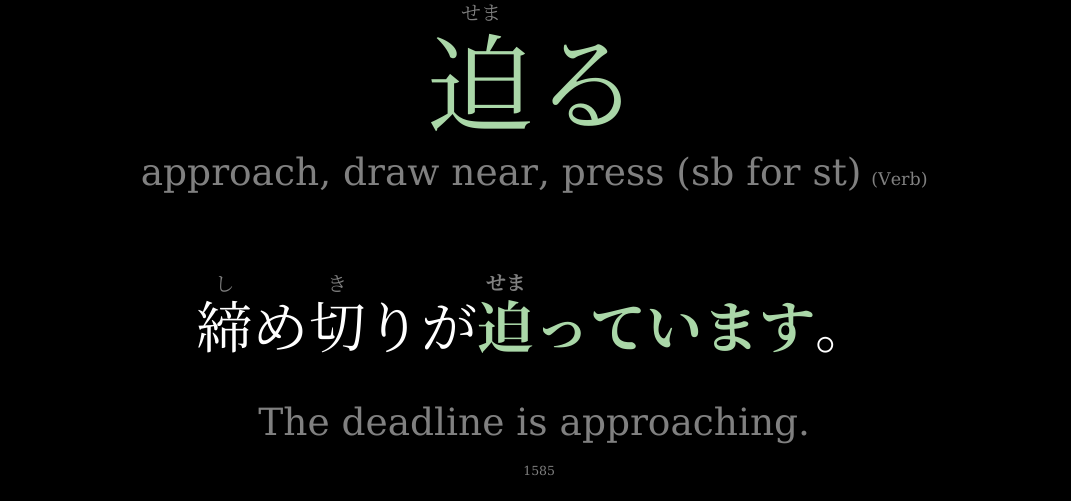 せま
迫る
approach, draw near, press (sb for st) (Verb)
し き せま
締め切りが迫っています。
The deadline is approaching.
1585